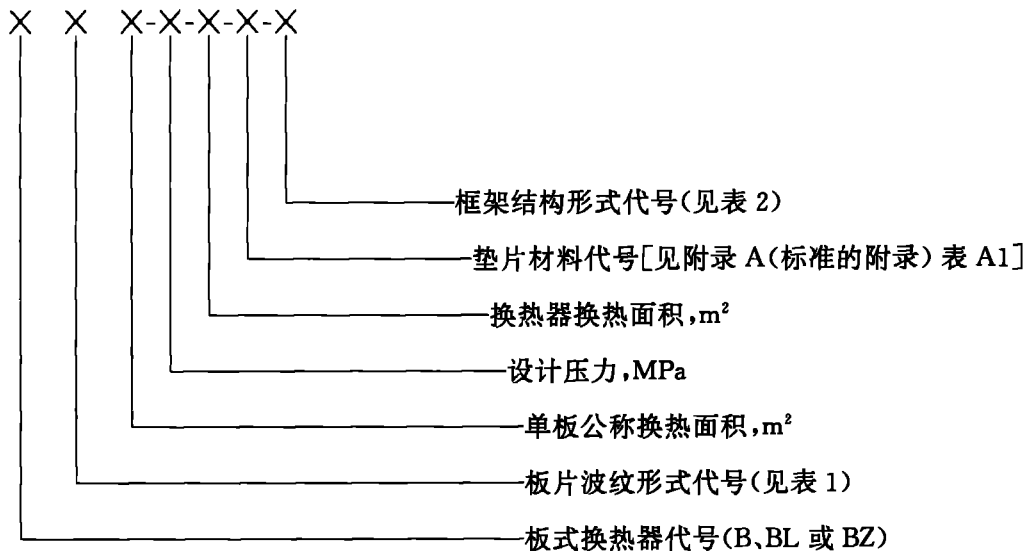 X X X-X-X-X-X
框架结构形式代号(见表 2)
垫片材料代号[见附录 A(标准的附录)表 A1]
换热器换热面积,m²
设计压力,MPa
单板公称换热面积,m²
板片波纹形式代号(见表 1)
板式换热器代号(B、BL 或 BZ)